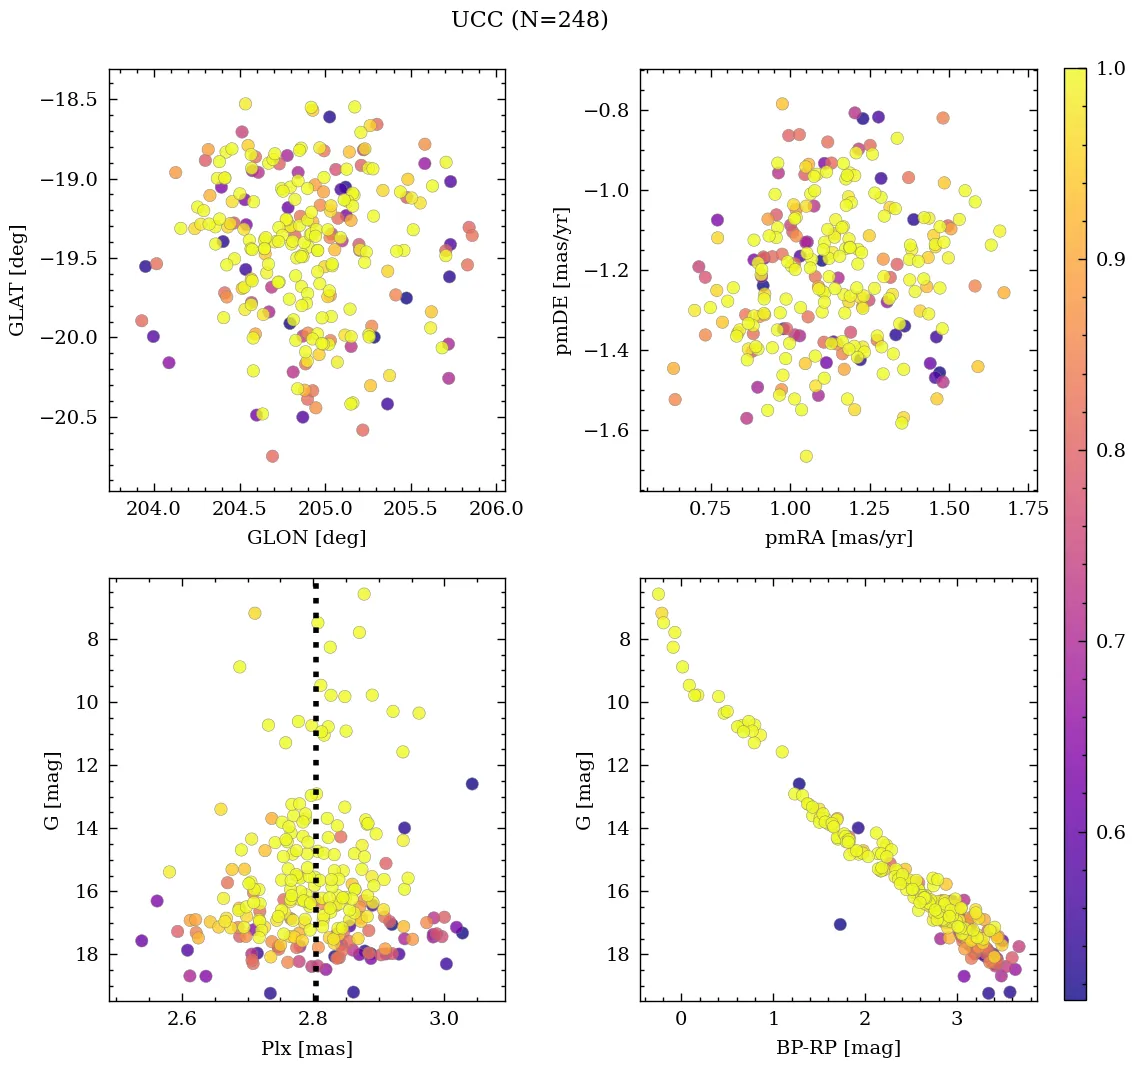 UCC (N=248)
−18.5
−19.0
−19.5
−20.0
−20.5
GLAT [deg]
204.0 204.5 205.0 205.5 206.0
GLON [deg]
−0.8
−1.0
−1.2
−1.4
−1.6
pmDE [mas/yr]
0.75 1.00 1.25 1.50 1.75
pmRA [mas/yr]
8
10
12
14
16
18
G [mag]
2.6 2.8 3.0
Plx [mas]
8
10
12
14
16
18
G [mag]
0 1 2 3
BP-RP [mag]
1.0
0.9
0.8
0.7
0.6